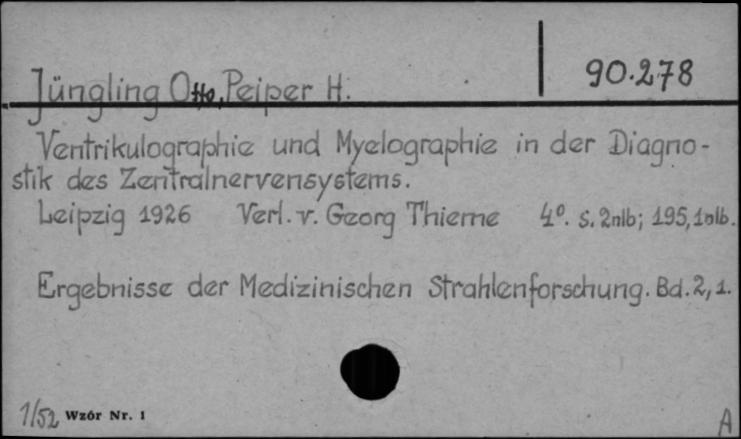 90.278
Jüngling Otto, Peiper H.
Ventrikulographie und Myelographie in der Diagno-
stik des Zentralnervensystems.
Leipzig 1926 Verl. v. Georg Thieme 4°. s. 2nlb; 195, 1nlb.
Ergebnisse der Medizinischen Strahlenforschung. Bd. 2, 1.
1/52 Wzór Nr. 1
A